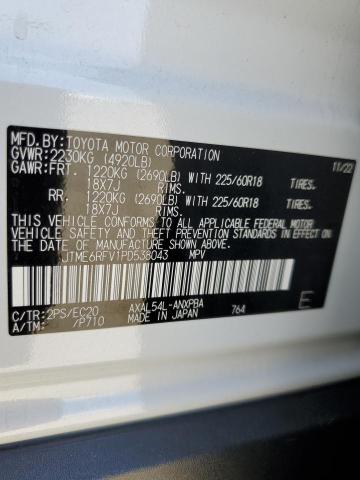 MFD.BY:TOYOTA MOTOR CORPORATION 11/22
GVWR:2230KG (4920LB)
GAWR:FRT. 1220KG (2690LB) WITH 225/60R18 TIRES.
18X7J RIMS.
RR. 1220KG (2690LB) WITH 225/60R18 TIRES.
18X7J RIMS.
THIS VEHICLE CONFORMS TO ALL APPLICABLE FEDERAL MOTOR
VEHICLE SAFETY, BUMPER, AND THEFT PREVENTION STANDARDS
IN EFFECT ON THE DATE OF MANUFACTURE SHOWN ABOVE.
JTME6RFV1PD538043 MPV
C/TR:2PS/EC20 AXAL54L-ANXPBA 764 E
A/TM: /P710 MADE IN JAPAN